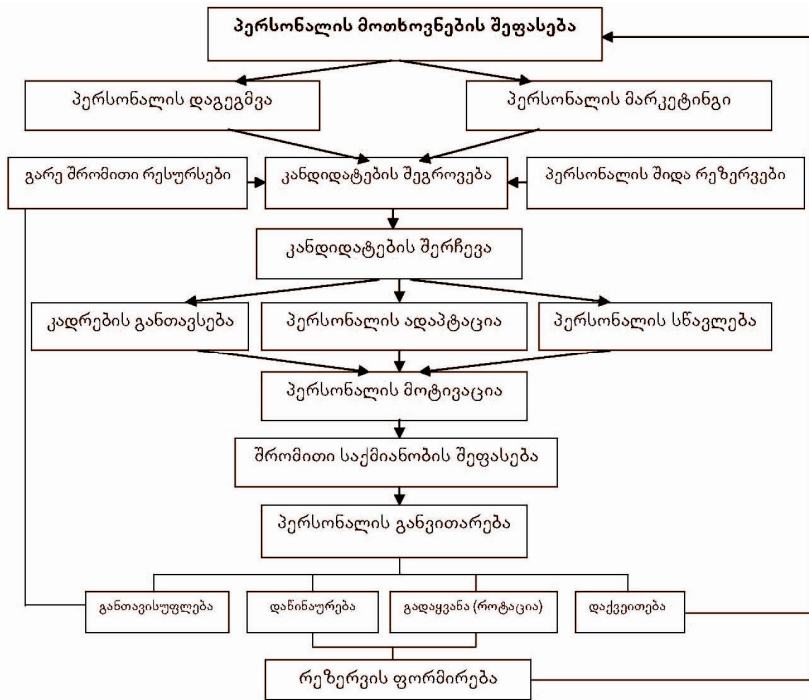 პერსონალის მოთხოვნების შეფასება
პერსონალის დაგეგმვა
პერსონალის მარკეტინგი
გარე შრომითი რესურსები
კანდიდატების შეგროვება
პერსონალის შიდა რეზერვები
კანდიდატების შერჩევა
კადრების განთავსება
პერსონალის ადაპტაცია
პერსონალის სწავლება
პერსონალის მოტივაცია
შრომითი საქმიანობის შეფასება
პერსონალის განვითარება
განთავისუფლება
დაწინაურება
გადაყვანა (როტაცია)
დაქვეითება
რეზერვის ფორმირება